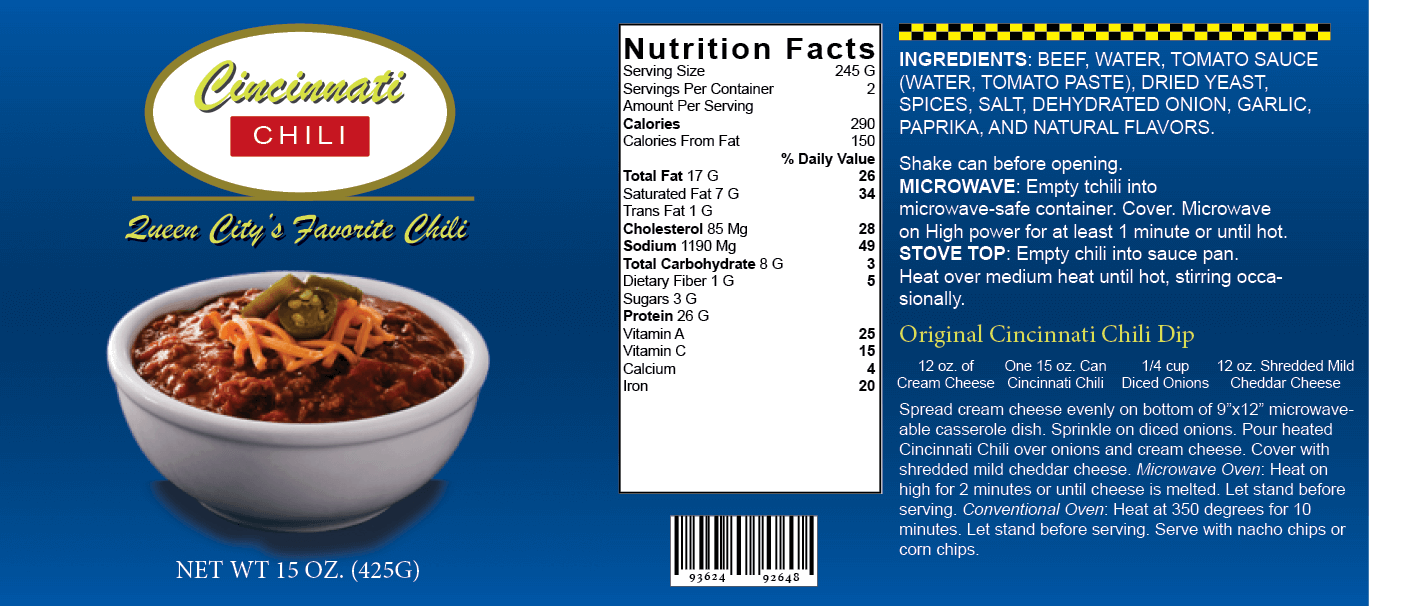 Cincinnati
CHILI
Queen City's Favorite Chili
NET WT 15 OZ. (425G)
Nutrition Facts
Serving Size 245 G
Servings Per Container 2
Amount Per Serving
Calories 290
Calories From Fat 150
% Daily Value
Total Fat 17 G 26
Saturated Fat 7 G 34
Trans Fat 1 G
Cholesterol 85 Mg 28
Sodium 1190 Mg 49
Total Carbohydrate 8 G 3
Dietary Fiber 1 G 5
Sugars 3 G
Protein 26 G
Vitamin A 25
Vitamin C 15
Calcium 4
Iron 20
93624 92648
INGREDIENTS: BEEF, WATER, TOMATO SAUCE
(WATER, TOMATO PASTE), DRIED YEAST,
SPICES, SALT, DEHYDRATED ONION, GARLIC,
PAPRIKA, AND NATURAL FLAVORS.
Shake can before opening.
MICROWAVE: Empty tchili into
microwave-safe container. Cover. Microwave
on High power for at least 1 minute or until hot.
STOVE TOP: Empty chili into sauce pan.
Heat over medium heat until hot, stirring occa-
sionally.
Original Cincinnati Chili Dip
12 oz. of One 15 oz. Can 1/4 cup 12 oz. Shredded Mild
Cream Cheese Cincinnati Chili Diced Onions Cheddar Cheese
Spread cream cheese evenly on bottom of 9”x12” microwave-
able casserole dish. Sprinkle on diced onions. Pour heated
Cincinnati Chili over onions and cream cheese. Cover with
shredded mild cheddar cheese. Microwave Oven: Heat on
high for 2 minutes or until cheese is melted. Let stand before
serving. Conventional Oven: Heat at 350 degrees for 10
minutes. Let stand before serving. Serve with nacho chips or
corn chips.